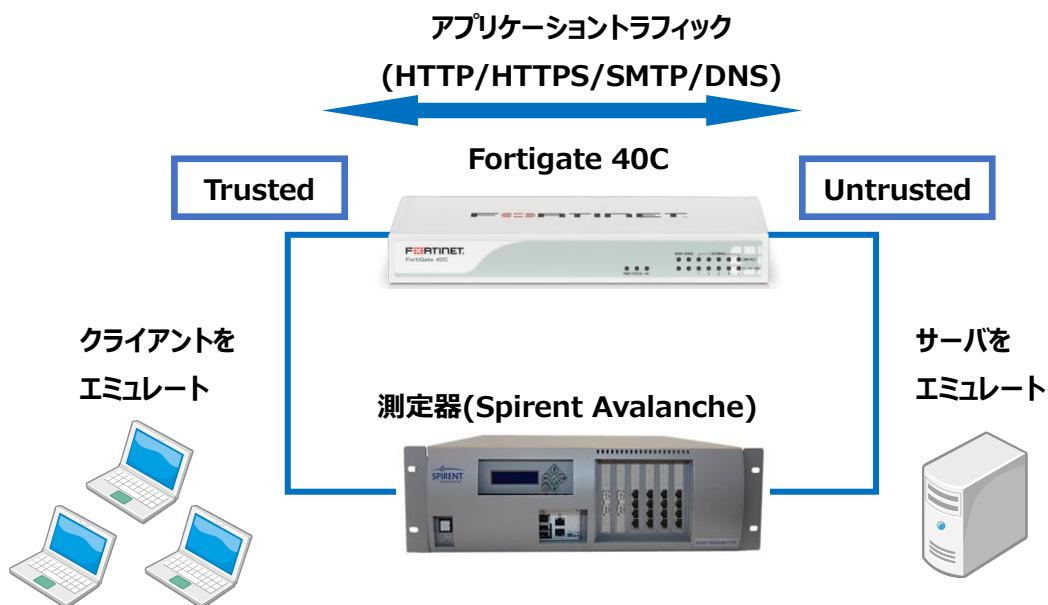 アプリケーショントラフィック
(HTTP/HTTPS/SMTP/DNS)
Fortigate 40C
Trusted
Untrusted
FORTINET
FORTINET.
FortiGate 40C
クライアントを
エミュレート
サーバを
エミュレート
測定器(Spirent Avalanche)
SPIRENT